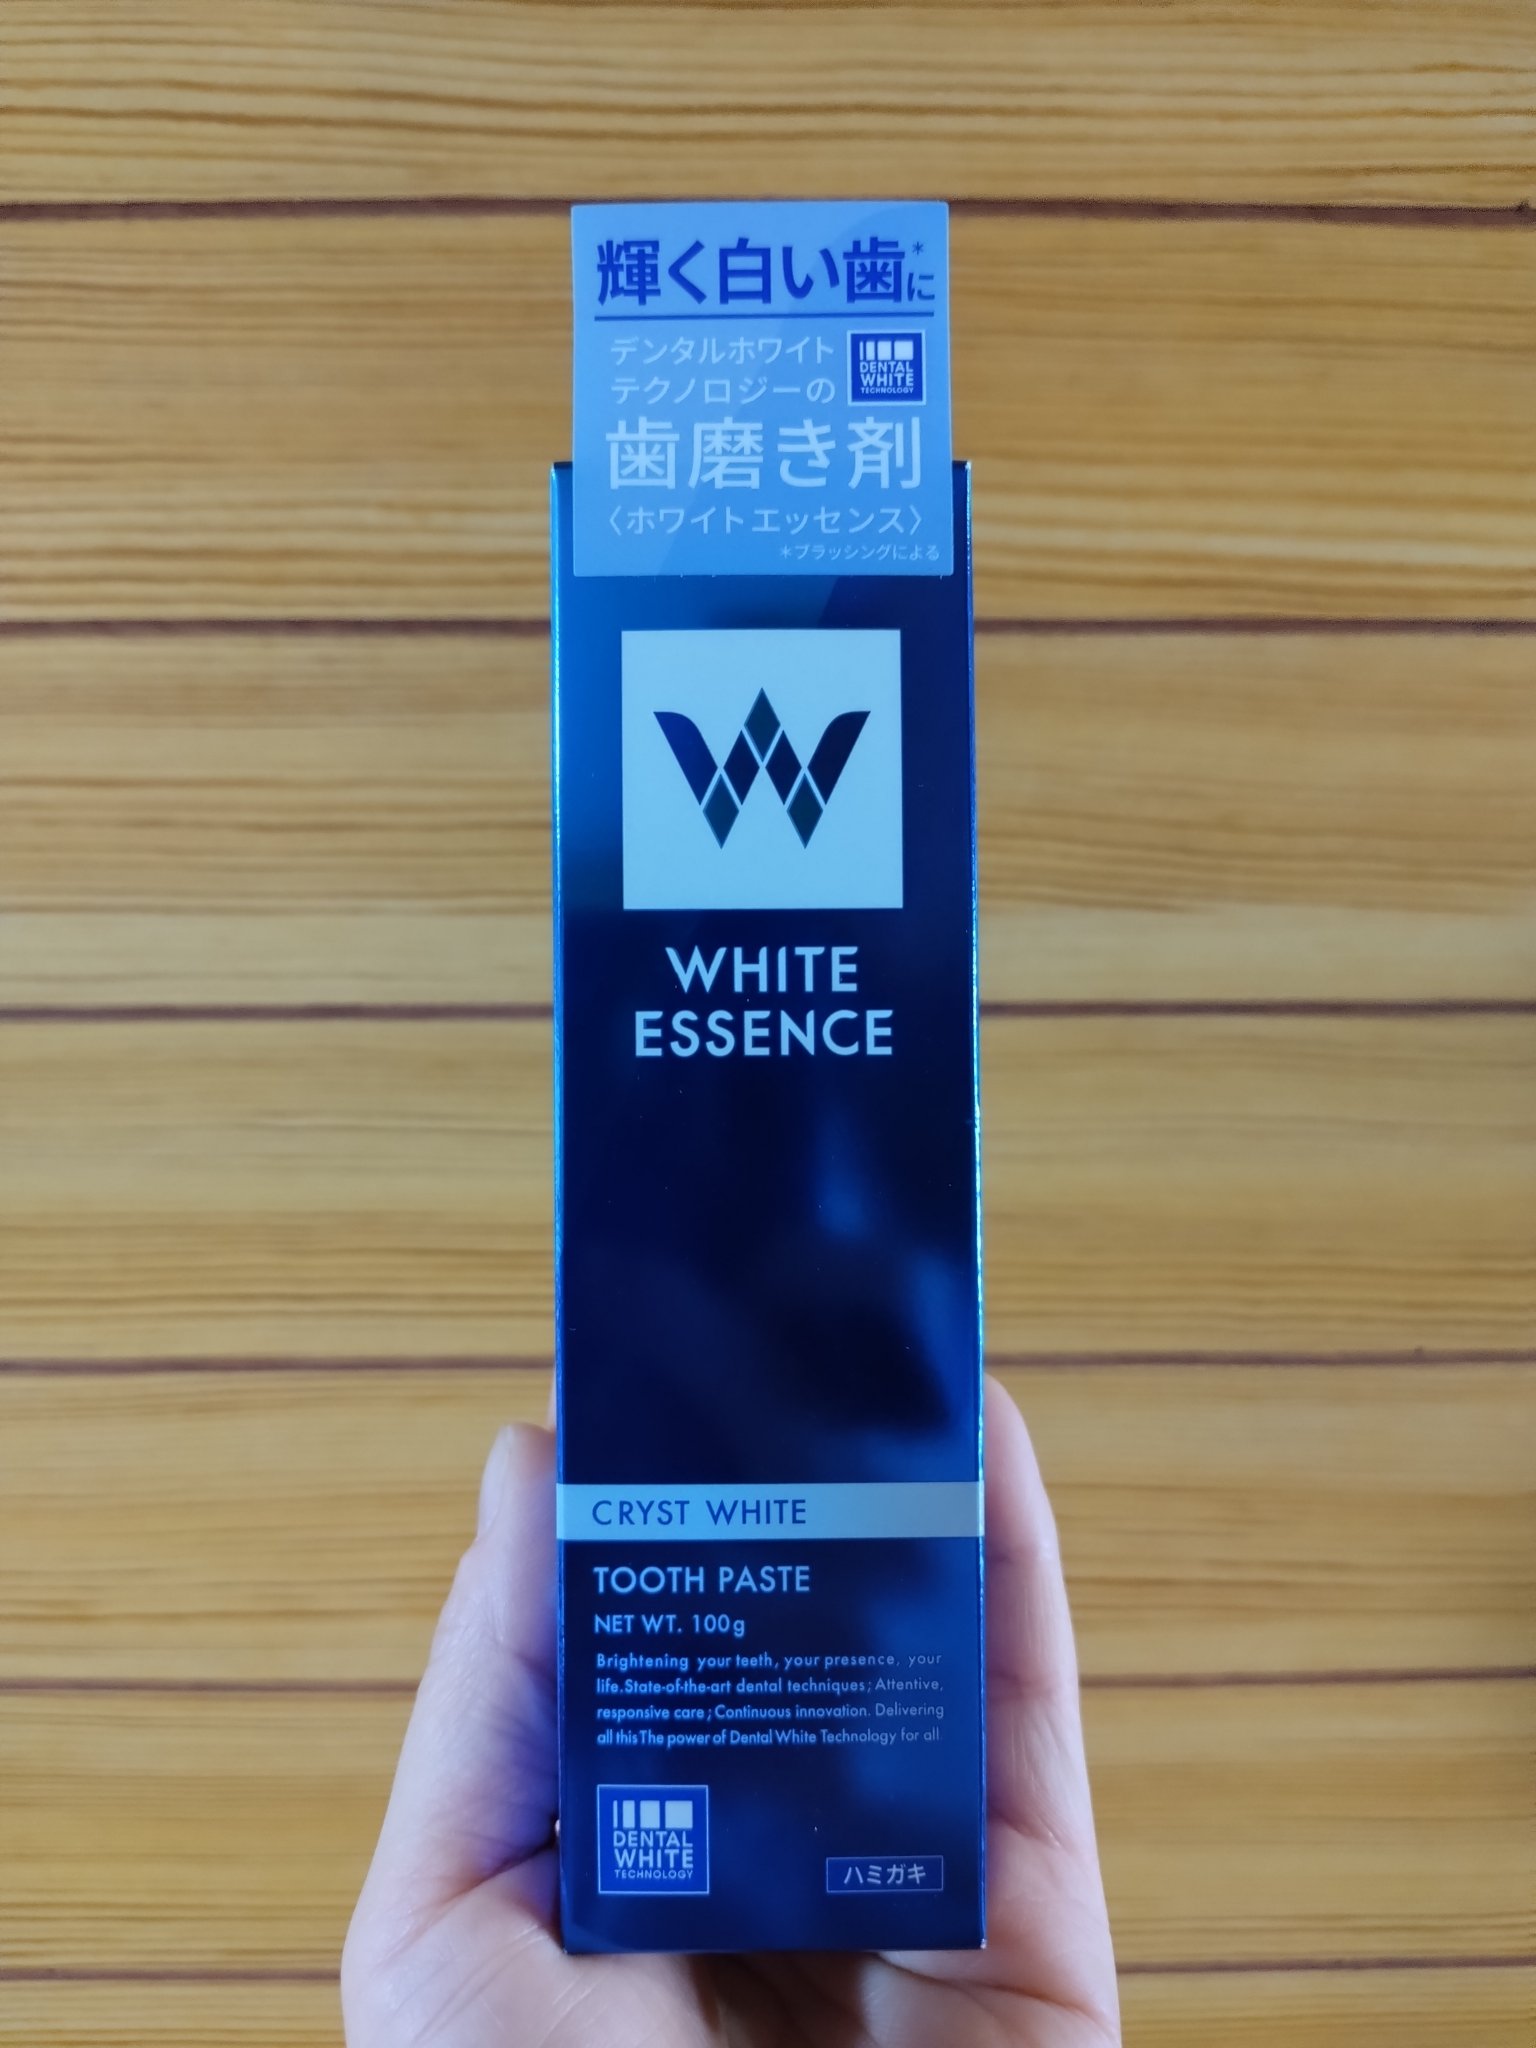 輝く白い歯*に
デンタルホワイト
テクノロジーの
DENTAL
WHITE
TECHNOLOGY
歯磨き剤
〈ホワイトエッセンス〉
*ブラッシングによる
WHITE
ESSENCE
CRYST WHITE
TOOTH PASTE
NET WT. 100g
Brightening your teeth, your presence, your
life.State-of-the-art dental techniques; Attentive,
responsive care; Continuous innovation. Delivering
all this The power of Dental White Technology for all
DENTAL
WHITE
TECHNOLOGY
ハミガキ